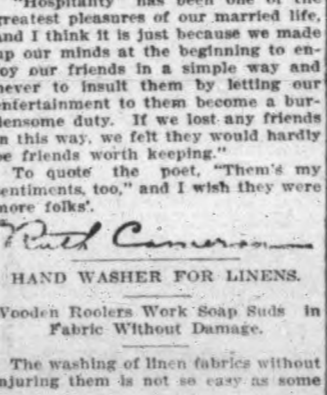 "Hospitality has been one of the
greatest pleasures of our married life,
and I think it is just because we made
up our minds at the beginning to en-
oy our friends in a simple way and
never to insult them by letting our
entertainment to them become a bur-
densome duty. If we lost any friends
n this way, we felt they would hardly
be friends worth keeping."
To quote the poet, "Them's my
sentiments, too," and I wish they were
more folks'.
Ruth Cameron
HAND WASHER FOR LINENS.
Wooden Roolers Work Soap Suds in
Fabric Without Damage.
The washing of linen fabrics without
njuring them is not so easy as some